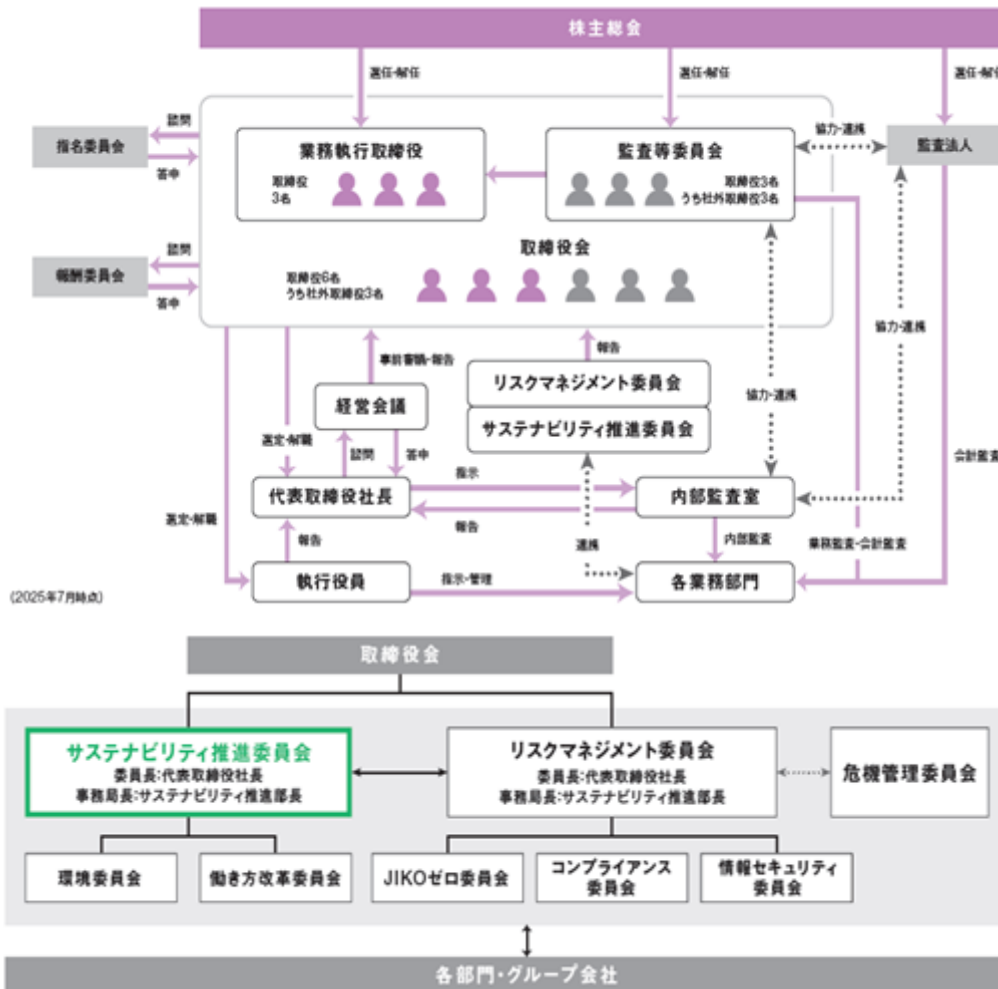 株主総会
選任・解任
選任・解任
選任・解任
諮問
指名委員会
答申
業務執行取締役
取締役
3名
監査等委員会
取締役3名
うち社外取締役3名
協力・連携
監査法人
諮問
報酬委員会
答申
取締役会
取締役6名
うち社外取締役3名
協力・連携
事前審議・報告
報告
リスクマネジメント委員会
経営会議
サステナビリティ推進委員会
協力・連携
選定・解職
諮問
答申
会計監査
代表取締役社長
指示
内部監査室
選定・解職
報告
報告
連携
内部監査
業務監査・会計監査
執行役員
指示・管理
各業務部門
(2025年7月時点)
取締役会
サステナビリティ推進委員会
委員長:代表取締役社長
事務局長:サステナビリティ推進部長
リスクマネジメント委員会
委員長:代表取締役社長
事務局長:サステナビリティ推進部長
危機管理委員会
環境委員会
働き方改革委員会
JIKOゼロ委員会
コンプライアンス
委員会
情報セキュリティ
委員会
各部門・グループ会社